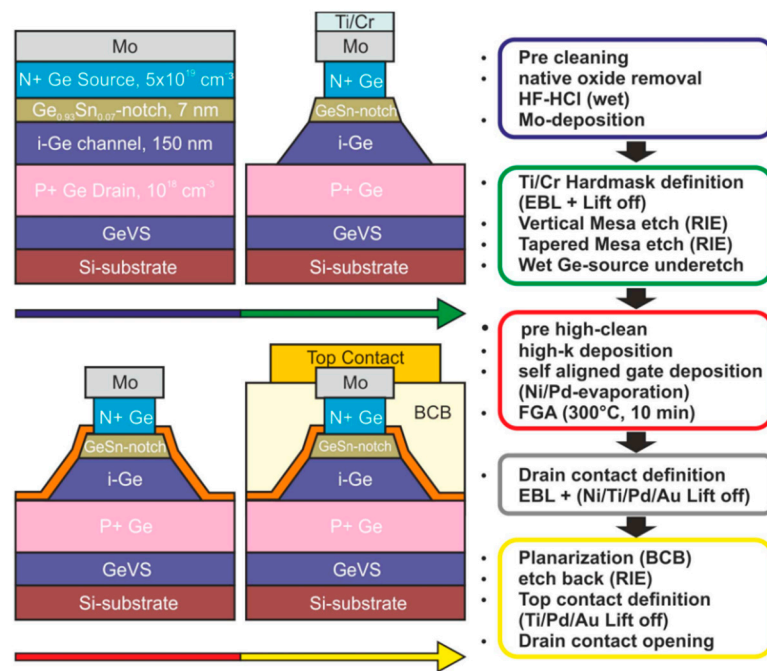 Mo
N+ Ge Source, 5x10¹⁹ cm⁻³
Ge₀.₉₃Sn₀.₀₇-notch, 7 nm
i-Ge channel, 150 nm
P+ Ge Drain, 10¹⁸ cm⁻³
GeVS
Si-substrate
Ti/Cr
Mo
N+ Ge
GeSn-notch
i-Ge
P+ Ge
GeVS
Si-substrate
• Pre cleaning
• native oxide removal
HF-HCl (wet)
• Mo-deposition
• Ti/Cr Hardmask definition
(EBL + Lift off)
• Vertical Mesa etch (RIE)
• Tapered Mesa etch (RIE)
• Wet Ge-source underetch
Mo
N+ Ge
GeSn-notch
i-Ge
P+ Ge
GeVS
Si-substrate
Top Contact
Mo
BCB
N+ Ge
GeSn-notch
i-Ge
P+ Ge
GeVS
Si-substrate
• pre high-clean
• high-k deposition
• self aligned gate deposition
(Ni/Pd-evaporation)
• FGA (300°C, 10 min)
• Drain contact definition
EBL + (Ni/Ti/Pd/Au Lift off)
• Planarization (BCB)
• etch back (RIE)
• Top contact definition
(Ti/Pd/Au Lift off)
• Drain contact opening